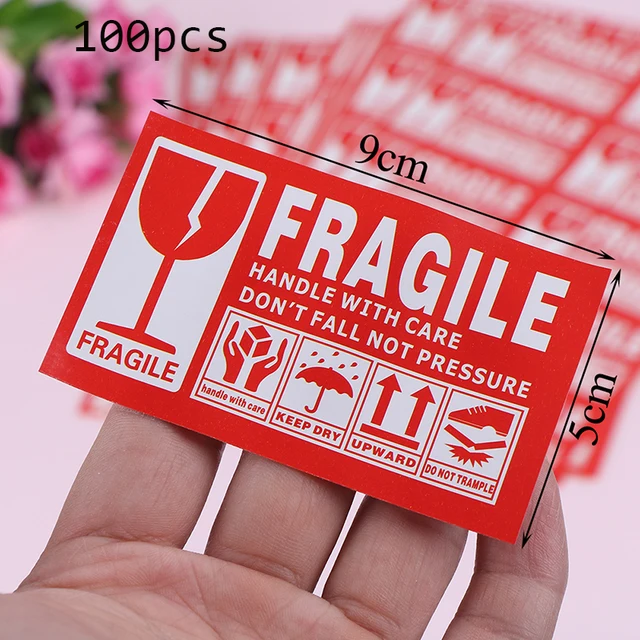 100pcs
9cm
5cm
FRAGILE
HANDLE WITH CARE
DON'T FALL NOT PRESSURE
FRAGILE
handle with care
KEEP DRY
UPWARD
DO NOT TRAMPLE